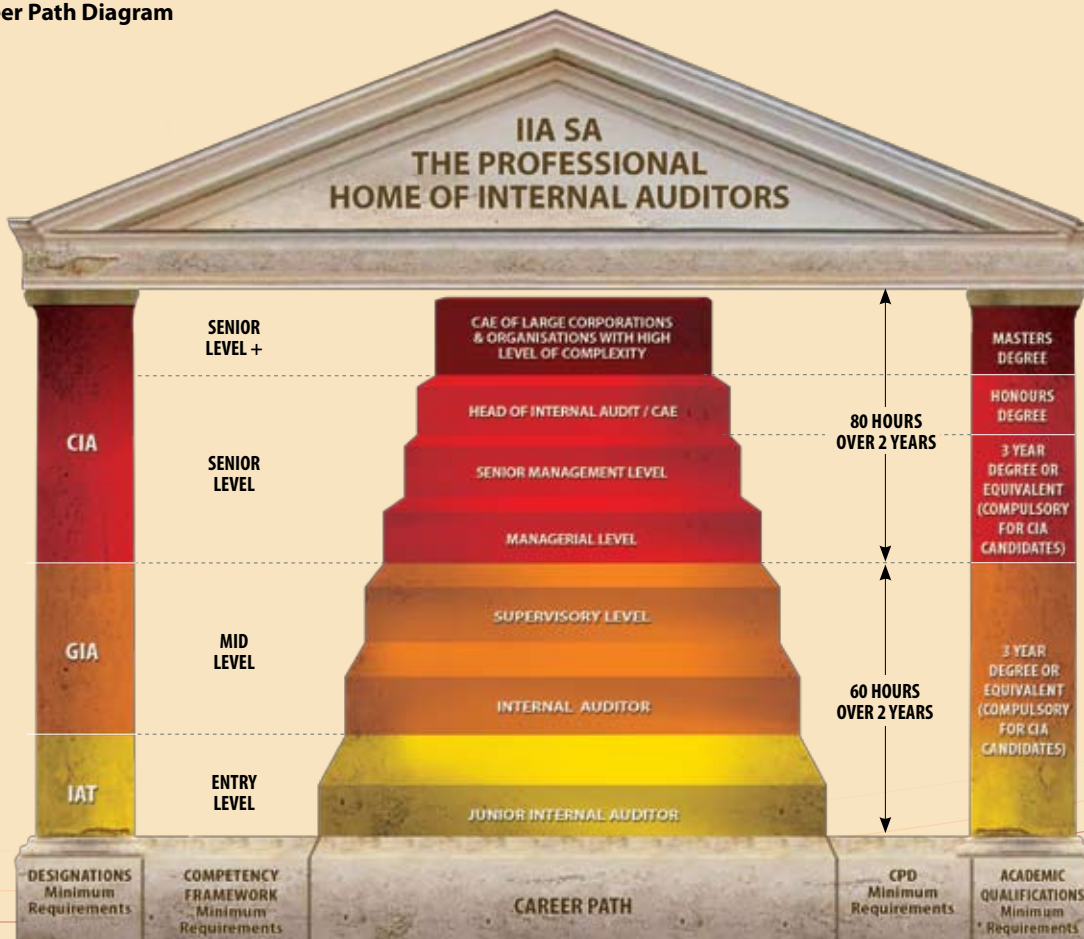 er Path Diagram
IIA SA
THE PROFESSIONAL
HOME OF INTERNAL AUDITORS
SENIOR
LEVEL +
CAE OF LARGE CORPORATIONS
& ORGANISATIONS WITH HIGH
LEVEL OF COMPLEXITY
MASTERS
DEGREE
CIA
SENIOR
LEVEL
HEAD OF INTERNAL AUDIT / CAE
SENIOR MANAGEMENT LEVEL
MANAGERIAL LEVEL
80 HOURS
OVER 2 YEARS
HONOURS
DEGREE
3 YEAR
DEGREE OR
EQUIVALENT
(COMPULSORY
FOR CIA
CANDIDATES)
GIA
MID
LEVEL
SUPERVISORY LEVEL
INTERNAL AUDITOR
60 HOURS
OVER 2 YEARS
3 YEAR
DEGREE OR
EQUIVALENT
(COMPULSORY
FOR CIA
CANDIDATES)
IAT
ENTRY
LEVEL
JUNIOR INTERNAL AUDITOR
DESIGNATIONS
Minimum
Requirements
COMPETENCY
FRAMEWORK
Minimum
Requirements
CAREER PATH
CPD
Minimum
Requirements
ACADEMIC
QUALIFICATIONS
Minimum
Requirements